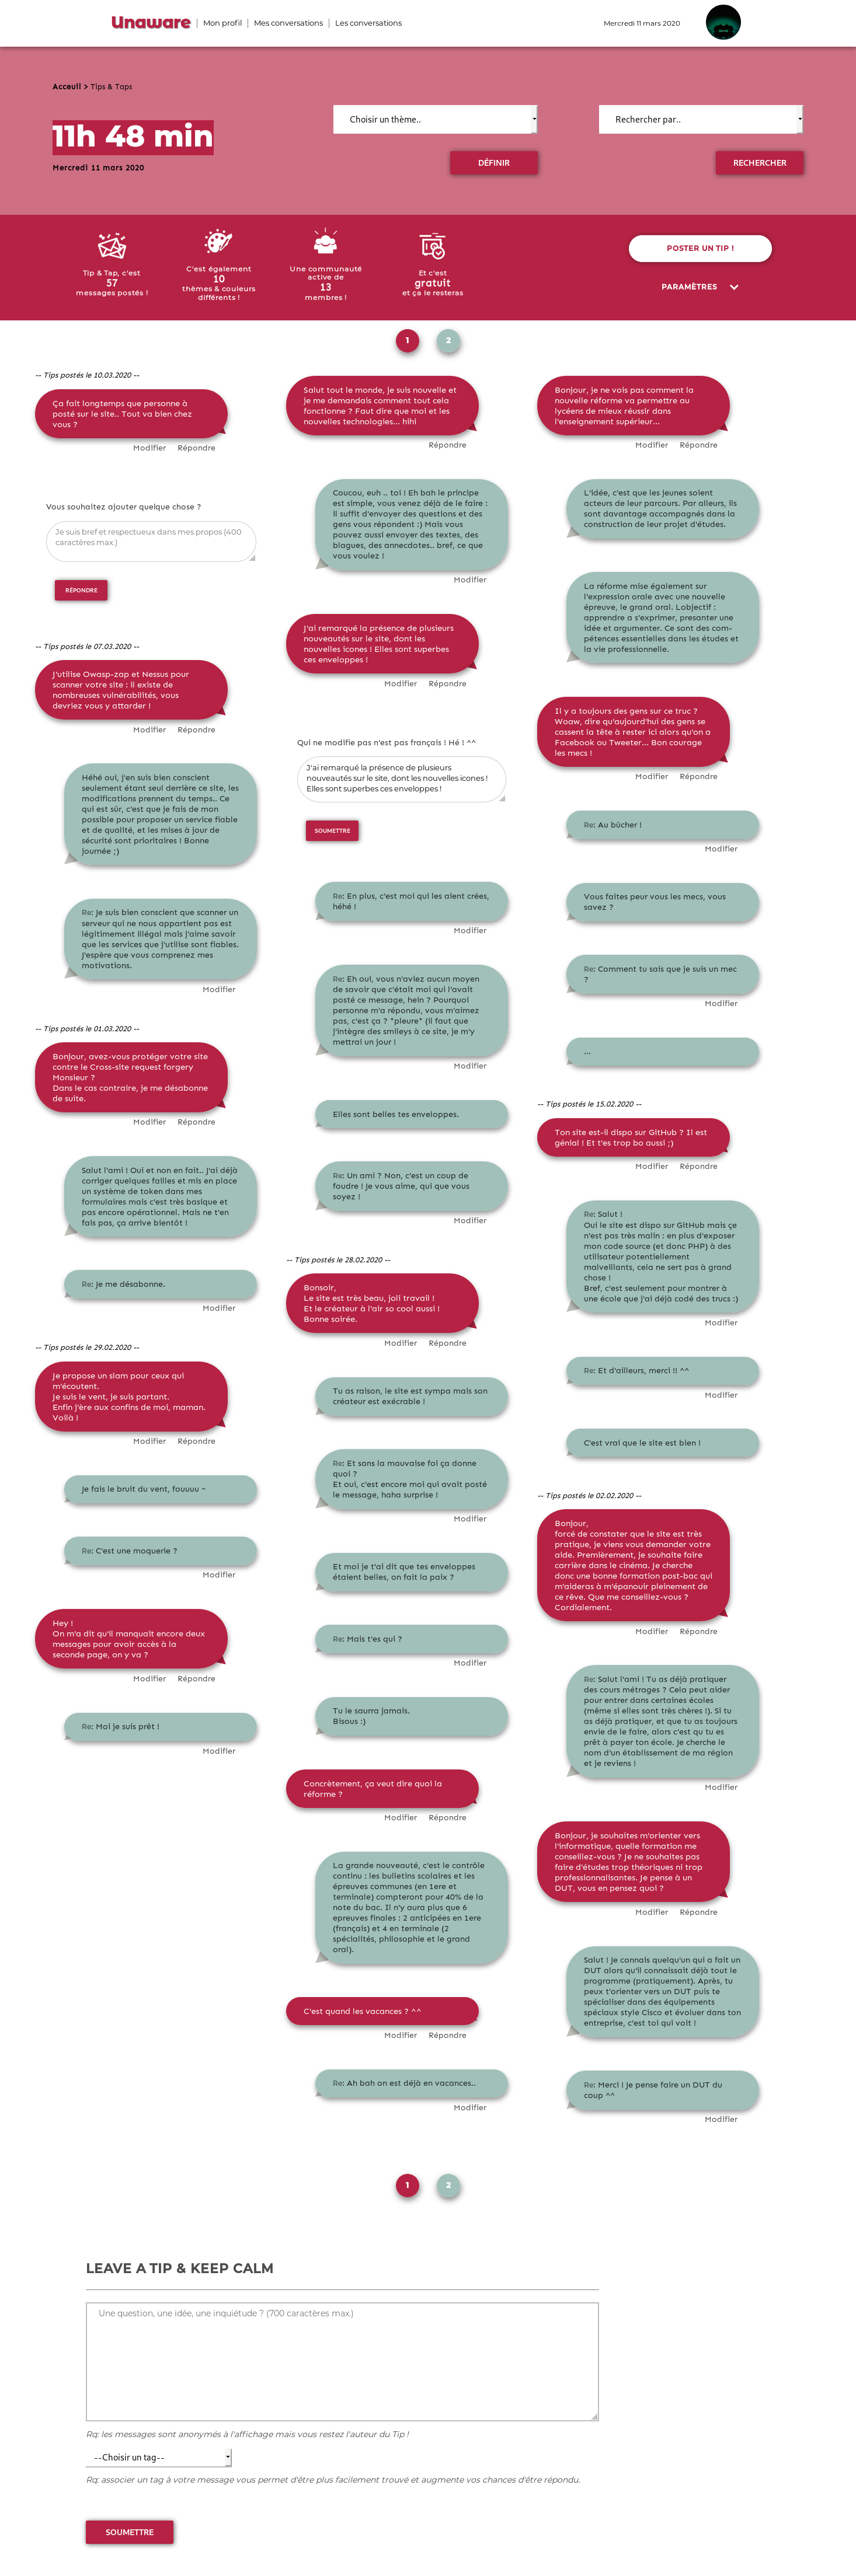 Unaware | Mon profil | Mes conversations | Les conversations
Mercredi 11 mars 2020
Acceuil > Tips & Taps
11h 48 min
Mercredi 11 mars 2020
Choisir un thème..
DÉFINIR
Rechercher par..
RECHERCHER
Tip & Tap, c'est
57
messages postés !
C'est également
10
thèmes & couleurs
différents !
Une communauté
active de
13
membres !
Et c'est
gratuit
et ça le resteras
POSTER UN TIP !
PARAMÈTRES
1
2
-- Tips postés le 10.03.2020 --
Ça fait longtemps que personne à
posté sur le site.. Tout va bien chez
vous ?
Modifier Répondre
Vous souhaitez ajouter quelque chose ?
Je suis bref et respectueux dans mes propos (400
caractères max.)
RÉPONDRE
-- Tips postés le 07.03.2020 --
J'utilise Owasp-zap et Nessus pour
scanner votre site : il existe de
nombreuses vulnérabilités, vous
devriez vous y attarder !
Modifier Répondre
Héhé oui, j'en suis bien conscient
seulement étant seul derrière ce site, les
modifications prennent du temps.. Ce
qui est sûr, c'est que je fais de mon
possible pour proposer un service fiable
et de qualité, et les mises à jour de
sécurité sont prioritaires ! Bonne
journée ;)
Re: Je suis bien conscient que scanner un
serveur qui ne nous appartient pas est
légitimement illégal mais j'aime savoir
que les services que j'utilise sont fiables.
J'espère que vous comprenez mes
motivations.
Modifier
-- Tips postés le 01.03.2020 --
Bonjour, avez-vous protéger votre site
contre le Cross-site request forgery
Monsieur ?
Dans le cas contraire, je me désabonne
de suite.
Modifier Répondre
Salut l'ami ! Oui et non en fait.. J'ai déjà
corriger quelques failles et mis en place
un système de token dans mes
formulaires mais c'est très basique et
pas encore opérationnel. Mais ne t'en
fais pas, ça arrive bientôt !
Re: Je me désabonne.
Modifier
-- Tips postés le 29.02.2020 --
Je propose un slam pour ceux qui
m'écoutent.
Je suis le vent, je suis partant.
Enfin j'ère aux confins de moi, maman.
Voilà !
Modifier Répondre
Je fais le bruit du vent, fouuuu ~
Re: C'est une moquerie ?
Modifier
Hey !
On m'a dit qu'il manquait encore deux
messages pour avoir accès à la
seconde page, on y va ?
Modifier Répondre
Re: Moi je suis prêt !
Modifier
Salut tout le monde, je suis nouvelle et
je me demandais comment tout cela
fonctionne ? Faut dire que moi et les
nouvelles technologies... hihi
Répondre
Coucou, euh .. toi ! Eh bah le principe
est simple, vous venez déjà de le faire :
il suffit d'envoyer des questions et des
gens vous répondent :) Mais vous
pouvez aussi envoyer des textes, des
blagues, des annecdotes.. bref, ce que
vous voulez !
Modifier
J'ai remarqué la présence de plusieurs
nouveautés sur le site, dont les
nouvelles icones ! Elles sont superbes
ces enveloppes !
Modifier Répondre
Qui ne modifie pas n'est pas français ! Hé ! ^^
J'ai remarqué la présence de plusieurs
nouveautés sur le site, dont les nouvelles icones !
Elles sont superbes ces enveloppes !
SOUMETTRE
Re: En plus, c'est moi qui les aient crées,
héhé !
Modifier
Re: Eh oui, vous n'aviez aucun moyen
de savoir que c'était moi qui l'avait
posté ce message, hein ? Pourquoi
personne m'a répondu, vous m'aimez
pas, c'est ça ? *pleure* (il faut que
j'intègre des smileys à ce site, je m'y
mettrai un jour !
Modifier
Elles sont belles tes enveloppes.
Re: Un ami ? Non, c'est un coup de
foudre ! Je vous aime, qui que vous
soyez !
Modifier
-- Tips postés le 28.02.2020 --
Bonsoir,
Le site est très beau, joli travail !
Et le créateur à l'air so cool aussi !
Bonne soirée.
Modifier Répondre
Tu as raison, le site est sympa mais son
créateur est exécrable !
Re: Et sans la mauvaise foi ça donne
quoi ?
Et oui, c'est encore moi qui avait posté
le message, haha surprise !
Modifier
Et moi je t'ai dit que tes enveloppes
étaient belles, on fait la paix ?
Re: Mais t'es qui ?
Modifier
Tu le saurra jamais.
Bisous :)
Concrètement, ça veut dire quoi la
réforme ?
Modifier Répondre
La grande nouveauté, c'est le contrôle
continu : les bulletins scolaires et les
épreuves communes (en 1ere et
terminale) compteront pour 40% de la
note du bac. Il n'y aura plus que 6
epreuves finales : 2 anticipées en 1ere
(français) et 4 en terminale (2
spécialités, philosophie et le grand
oral).
C'est quand les vacances ? ^^
Modifier Répondre
Re: Ah bah on est déjà en vacances..
Modifier
Bonjour, je ne vois pas comment la
nouvelle réforme va permettre au
lycéens de mieux réussir dans
l'enseignement supérieur...
Modifier Répondre
L'idée, c'est que les jeunes soient
acteurs de leur parcours. Par alleurs, ils
sont davantage accompagnés dans la
construction de leur projet d'études.
La réforme mise également sur
l'expression orale avec une nouvelle
épreuve, le grand oral. Lobjectif :
apprendre a s'exprimer, presanter une
idée et argumenter. Ce sont des com-
pétences essentielles dans les études et
la vie professionnelle.
Il y a toujours des gens sur ce truc ?
Woaw, dire qu'aujourd'hui des gens se
cassent la tête à rester ici alors qu'on a
Facebook ou Tweeter... Bon courage
les mecs !
Modifier Répondre
Re: Au bûcher !
Modifier
Vous faites peur vous les mecs, vous
savez ?
Re: Comment tu sais que je suis un mec
?
Modifier
...
-- Tips postés le 15.02.2020 --
Ton site est-il dispo sur GitHub ? Il est
génial ! Et t'es trop bo aussi ;)
Modifier Répondre
Re: Salut !
Oui le site est dispo sur GitHub mais çe
n'est pas très malin : en plus d'exposer
mon code source (et donc PHP) à des
utilisateur potentiellement
malveillants, cela ne sert pas à grand
chose !
Bref, c'est seulement pour montrer à
une école que j'ai déjà codé des trucs :)
Modifier
Re: Et d'ailleurs, merci !! ^^
Modifier
C'est vrai que le site est bien !
-- Tips postés le 02.02.2020 --
Bonjour,
forcé de constater que le site est très
pratique, je viens vous demander votre
aide. Premièrement, je souhaite faire
carrière dans le cinéma. Je cherche
donc une bonne formation post-bac qui
m'aideras à m'épanouir pleinement de
ce rêve. Que me conseillez-vous ?
Cordialement.
Modifier Répondre
Re: Salut l'ami ! Tu as déjà pratiquer
des cours métrages ? Cela peut aider
pour entrer dans certaines écoles
(même si elles sont très chères !). Si tu
as déjà pratiquer, et que tu as toujours
envie de le faire, alors c'est qu tu es
prêt à payer ton école. Je cherche le
nom d'un établissement de ma région
et je reviens !
Modifier
Bonjour, je souhaites m'orienter vers
l'informatique, quelle formation me
conseillez-vous ? Je ne souhaites pas
faire d'études trop théoriques ni trop
professionnalisantes. Je pense à un
DUT, vous en pensez quoi ?
Modifier Répondre
Salut ! Je connais quelqu'un qui a fait un
DUT alors qu'il connaissait déjà tout le
programme (pratiquement). Après, tu
peux t'orienter vers un DUT puis te
spécialiser dans des équipements
spéciaux style Cisco et évoluer dans ton
entreprise, c'est toi qui voit !
Re: Merci ! Je pense faire un DUT du
coup ^^
Modifier
1
2
LEAVE A TIP & KEEP CALM
Une question, une idée, une inquiétude ? (700 caractères max.)
Rq: les messages sont anonymés à l'affichage mais vous restez l'auteur du Tip !
--Choisir un tag--
Rq: associer un tag à votre message vous permet d'être plus facilement trouvé et augmente vos chances d'être répondu.
SOUMETTRE